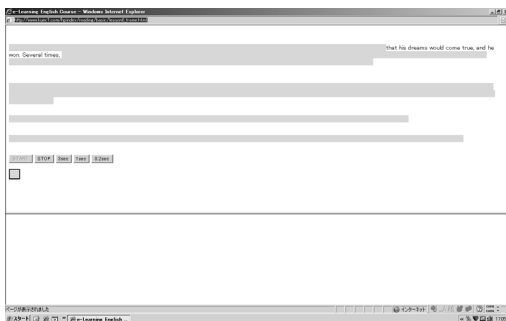 e-Learning English Course - Windows Internet Explorer
that his dreams would come true, and he
won. Several times,
START STOP 3sec 1sec 0.2sec
ページが表示されました
インターネット
スタート
e-Learning English ...